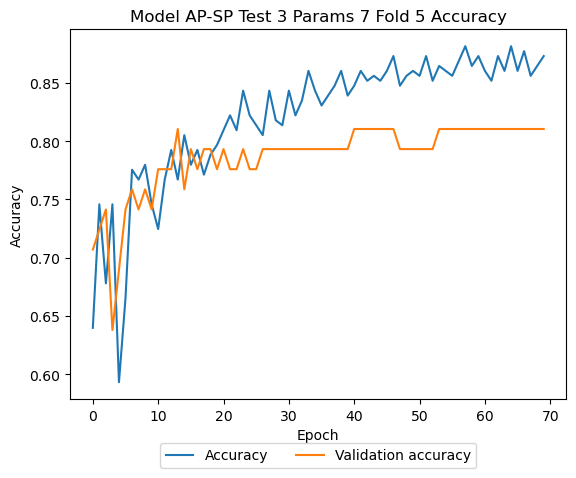 Model AP-SP Test 3 Params 7 Fold 5 Accuracy
Accuracy
0.85
0.80
0.75
0.70
0.65
0.60
0 10 20 30 40 50 60 70
Epoch
Accuracy Validation accuracy